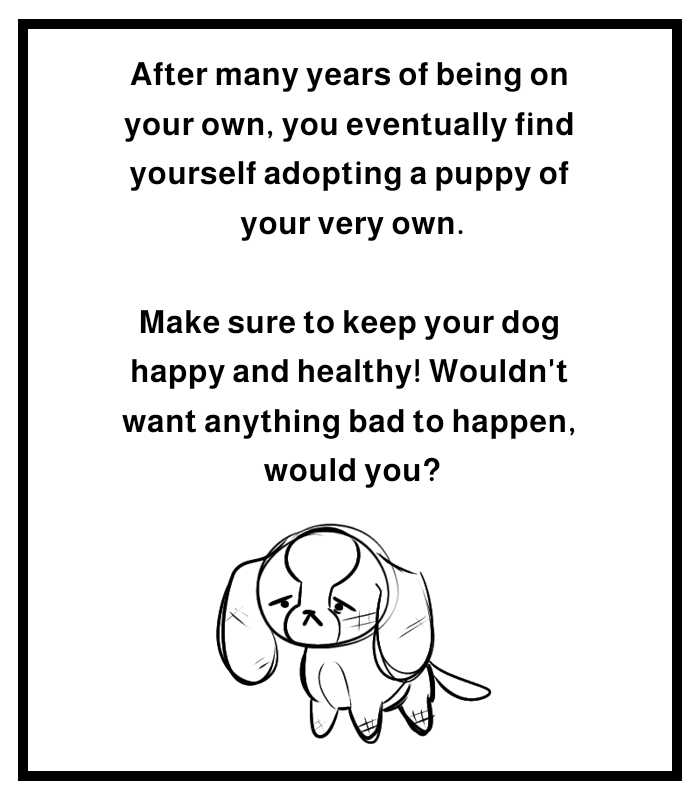 After many years of being on
your own, you eventually find
yourself adopting a puppy of
your very own.
Make sure to keep your dog
happy and healthy! Wouldn't
want anything bad to happen,
would you?